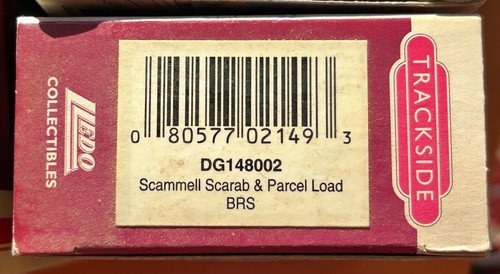 LLEDO
COLLECTIBLES
0 80577 02149 3
DG148002
Scammell Scarab & Parcel Load
BRS
TRACKSIDE